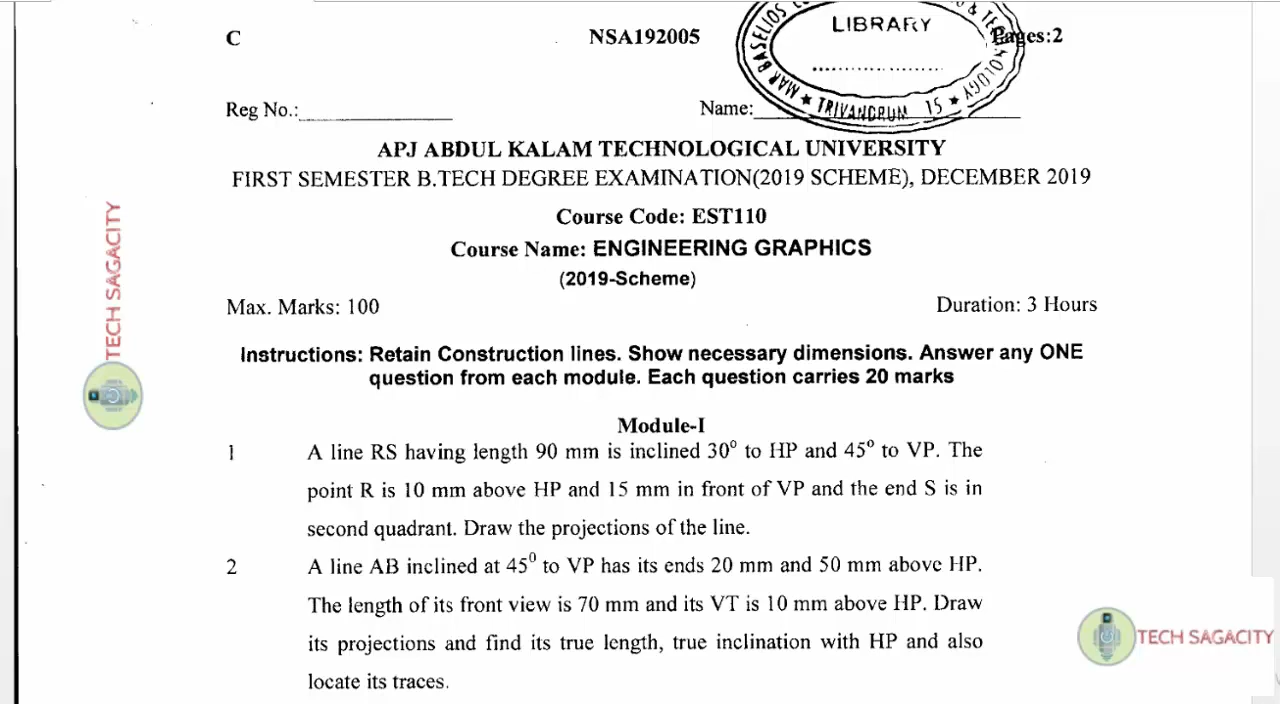 C NSA192005 Pages:2
LIBRARY
MAR BASELIOS
TRIVANDRUM 15
Reg No.: Name:
APJ ABDUL KALAM TECHNOLOGICAL UNIVERSITY
FIRST SEMESTER B.TECH DEGREE EXAMINATION(2019 SCHEME), DECEMBER 2019
Course Code: EST110
Course Name: ENGINEERING GRAPHICS
(2019-Scheme)
Max. Marks: 100 Duration: 3 Hours
Instructions: Retain Construction lines. Show necessary dimensions. Answer any ONE
question from each module. Each question carries 20 marks
Module-I
1 A line RS having length 90 mm is inclined 30⁰ to HP and 45⁰ to VP. The
point R is 10 mm above HP and 15 mm in front of VP and the end S is in
second quadrant. Draw the projections of the line.
2 A line AB inclined at 45⁰ to VP has its ends 20 mm and 50 mm above HP.
The length of its front view is 70 mm and its VT is 10 mm above HP. Draw
its projections and find its true length, true inclination with HP and also
locate its traces.
TECH SAGACITY
TECH SAGACITY